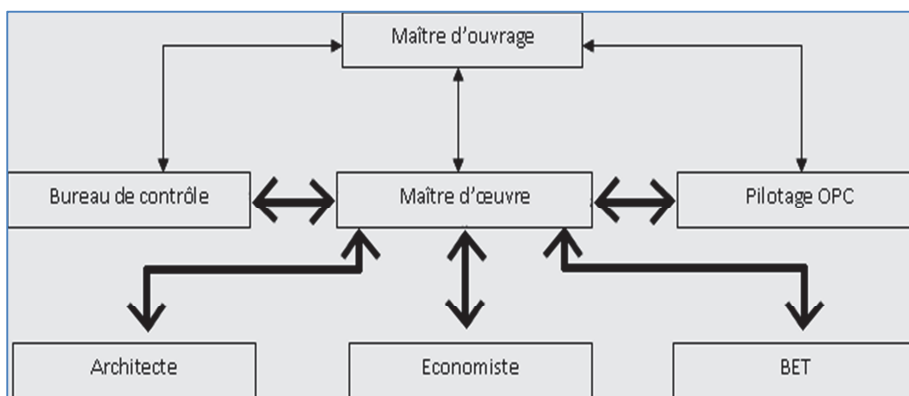 Maître d'ouvrage
Bureau de contrôle
Maître d'œuvre
Pilotage OPC
Architecte
Economiste
BET